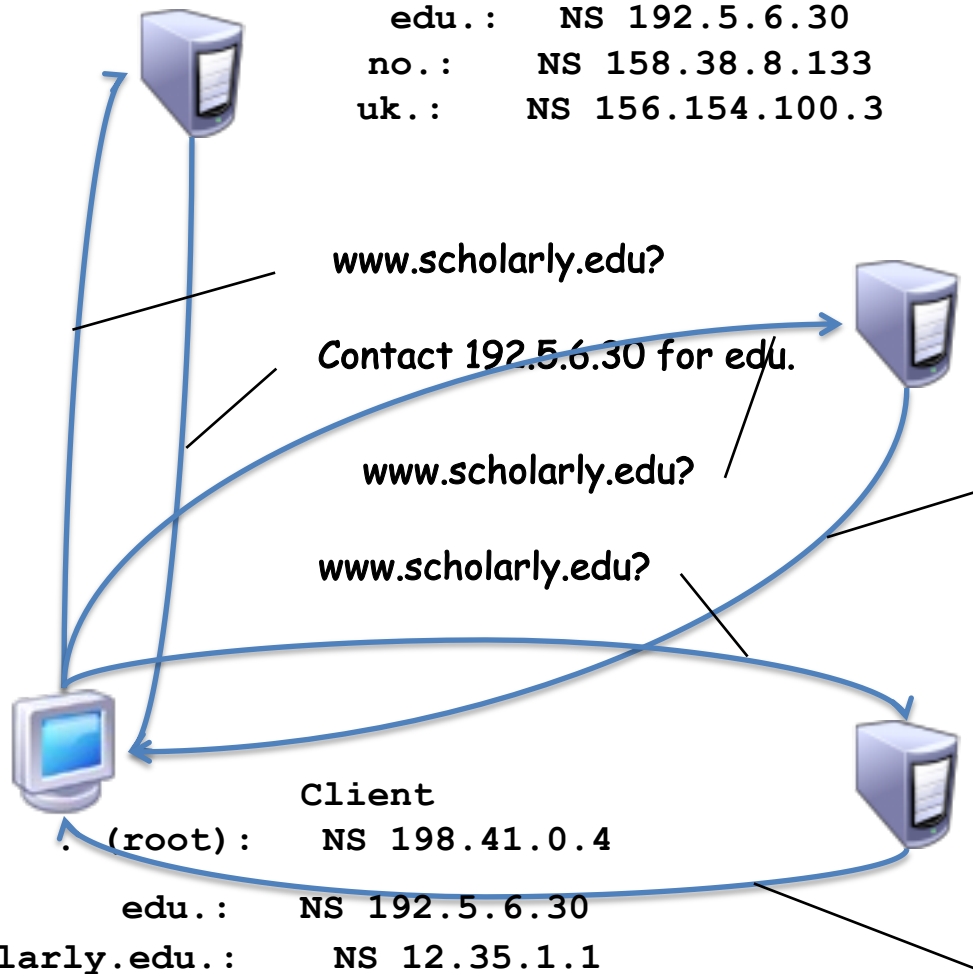 edu.: NS 192.5.6.30
no.: NS 158.38.8.133
uk.: NS 156.154.100.3
www.scholarly.edu?
Contact 192.5.6.30 for edu.
www.scholarly.edu?
www.scholarly.edu?
Client
. (root): NS 198.41.0.4
edu.: NS 192.5.6.30
larly.edu.: NS 12.35.1.1